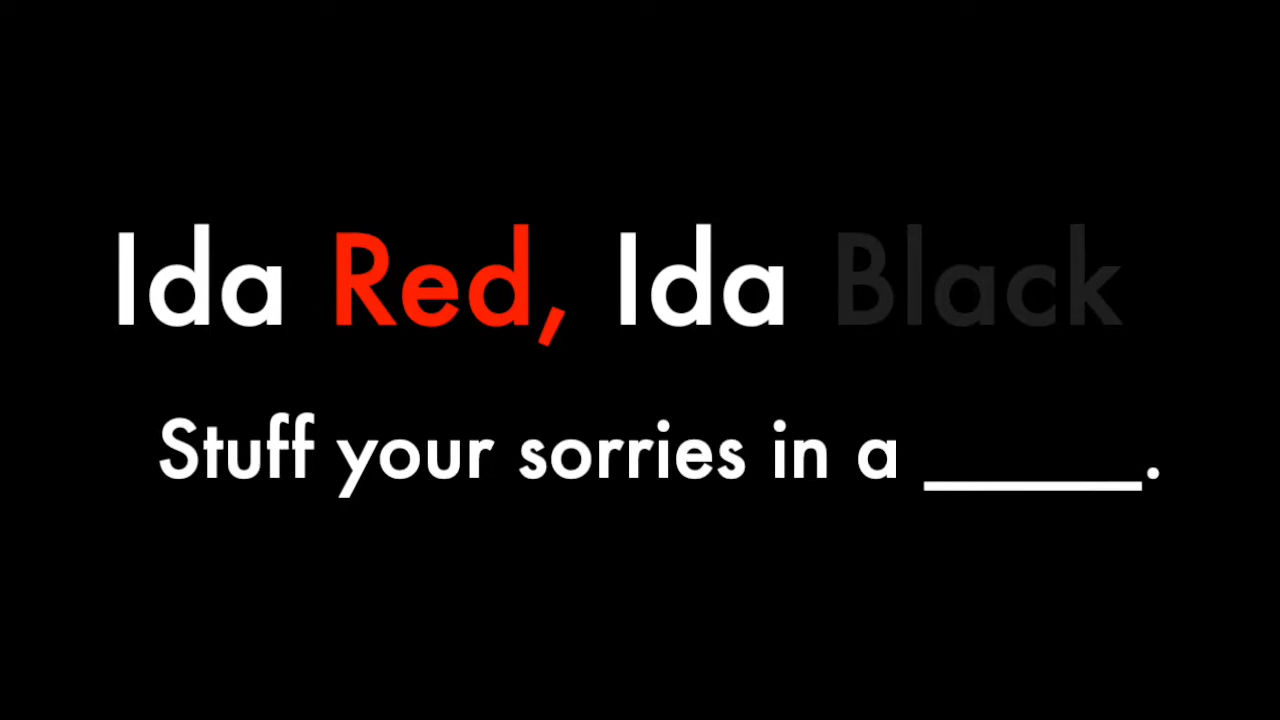 Ida Red, Ida Black
Stuff your sorries in a ______.